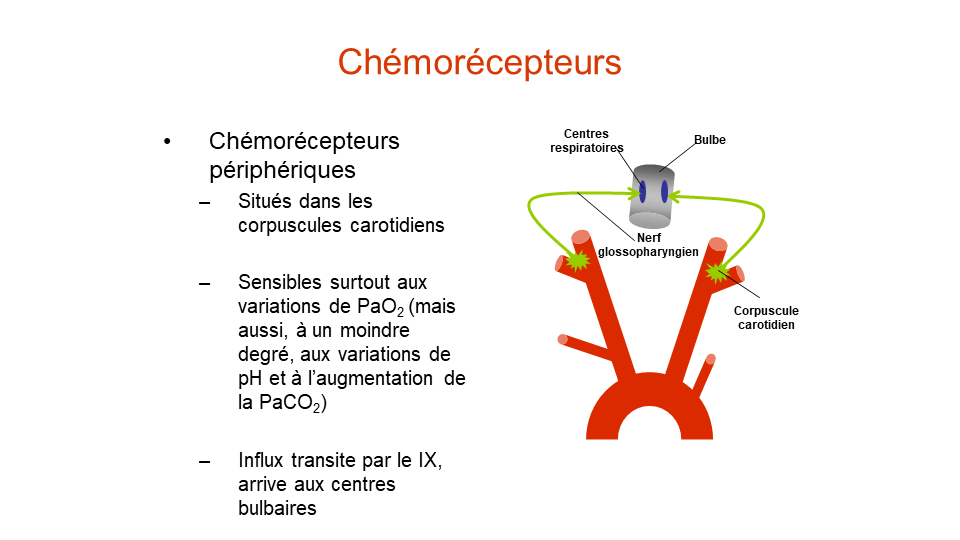 Chémorécepteurs
• Chémorécepteurs
périphériques
– Situés dans les
corpuscules carotidiens
– Sensibles surtout aux
variations de PaO2 (mais
aussi, à un moindre
degré, aux variations de
pH et à l’augmentation de
la PaCO2)
– Influx transite par le IX,
arrive aux centres
bulbaires
Centres
respiratoires
Bulbe
Nerf
glossopharyngien
Corpuscule
carotidien